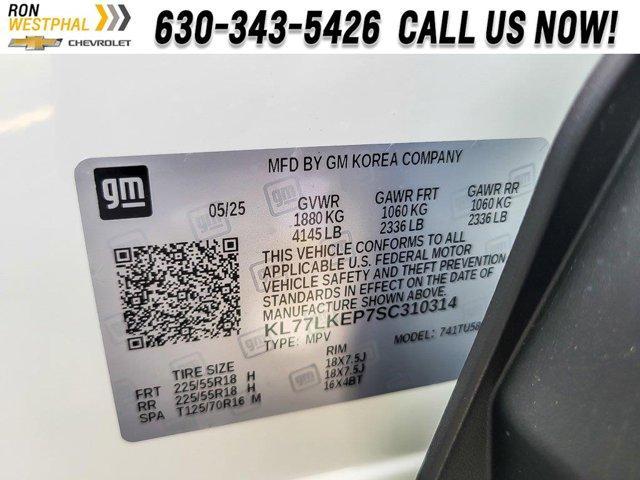 RON
WESTPHAL
CHEVROLET
630-343-5426 CALL US NOW!
MFD BY GM KOREA COMPANY
gm
05/25
GVWR
1880 KG
4145 LB
GAWR FRT
1060 KG
2336 LB
GAWR RR
1060 KG
2336 LB
THIS VEHICLE CONFORMS TO ALL
APPLICABLE U.S. FEDERAL MOTOR
VEHICLE SAFETY AND THEFT PREVENTION
STANDARDS IN EFFECT ON THE DATE OF
MANUFACTURE SHOWN ABOVE.
KL77LKEP7SC310314
TYPE: MPV
MODEL: 741TU58
TIRE SIZE
RIM
FRT 225/55R18 H 18X7.5J
RR 225/55R18 H 18X7.5J
SPA T125/70R16 M 16X4BT